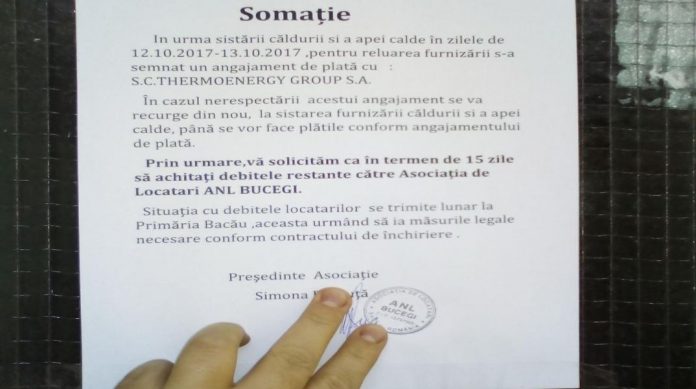 Somație
În urma sistării căldurii si a apei calde în zilele de
12.10.2017-13.10.2017 ,pentru reluarea furnizării s-a
semnat un angajament de plată cu :
S.C.THERMOENERGY GROUP S.A.
În cazul nerespectării acestui angajament se va
recurge din nou, la sistarea furnizării căldurii si a apei
calde, până se vor face plătile conform angajamentului
de plată.
Prin urmare,vă solicităm ca în termen de 15 zile
să achitați debitele restante către Asociația de
Locatari ANL BUCEGI.
Situația cu debitele locatarilor se trimite lunar la
Primăria Bacău ,aceasta urmând să ia măsurile legale
necesare conform contractului de închiriere .
Președinte Asociație
Simona
ANL
BUCEGI